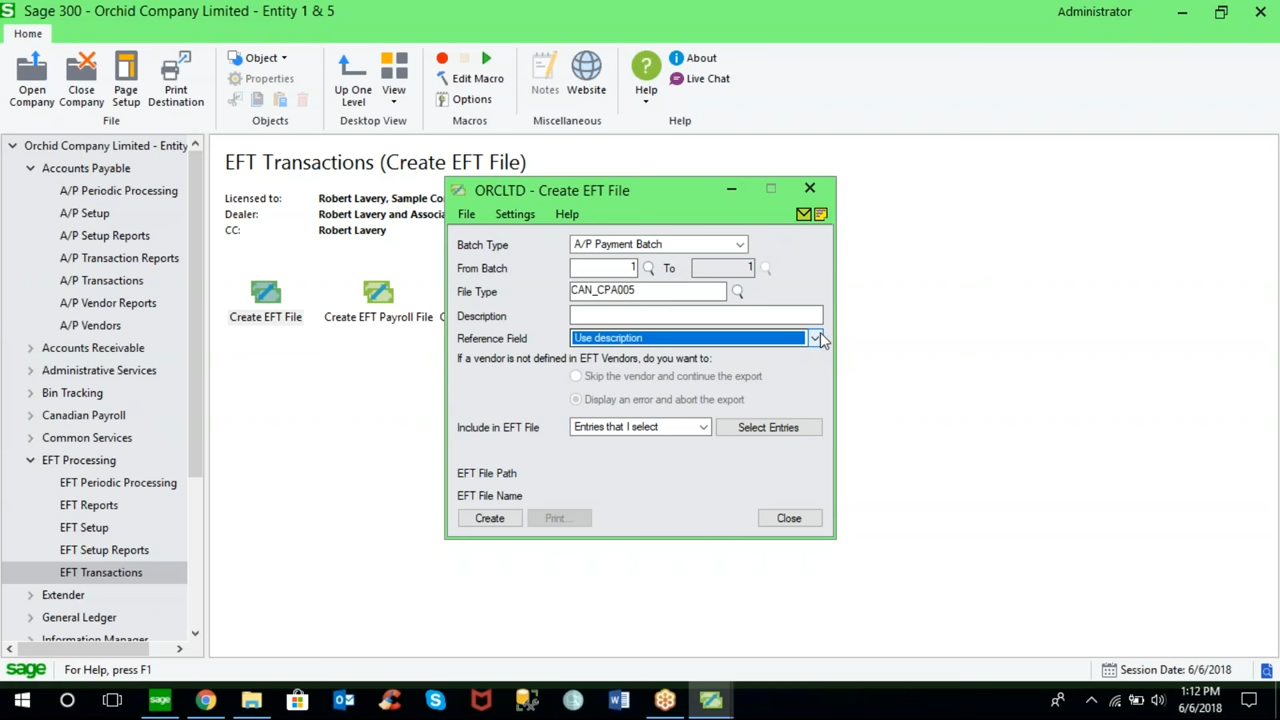 Sage 300 - Orchid Company Limited - Entity 1 & 5
Administrator
Home
Open Company
Close Company
Page Setup
Print Destination
File
Object
Properties
Objects
Up One Level
View
Desktop View
Edit Macro
Options
Macros
Notes
Website
Miscellaneous
Help
About
Live Chat
Help
Orchid Company Limited - Entity
Accounts Payable
A/P Periodic Processing
A/P Setup
A/P Setup Reports
A/P Transaction Reports
A/P Transactions
A/P Vendor Reports
A/P Vendors
Accounts Receivable
Administrative Services
Bin Tracking
Canadian Payroll
Common Services
EFT Processing
EFT Periodic Processing
EFT Reports
EFT Setup
EFT Setup Reports
EFT Transactions
Extender
General Ledger
Information Manager
EFT Transactions (Create EFT File)
Licensed to: Robert Lavery, Sample Co
Dealer: Robert Lavery and Associa
CC: Robert Lavery
Create EFT File
Create EFT Payroll File
ORCLTD - Create EFT File
File Settings Help
Batch Type A/P Payment Batch
From Batch 1 To 1
File Type CAN_CPA005
Description
Reference Field Use description
If a vendor is not defined in EFT Vendors, do you want to:
Skip the vendor and continue the export
Display an error and abort the export
Include in EFT File Entries that I select Select Entries
EFT File Path
EFT File Name
Create Print... Close
sage For Help, press F1
Session Date: 6/6/2018
sage
1:12 PM
6/6/2018